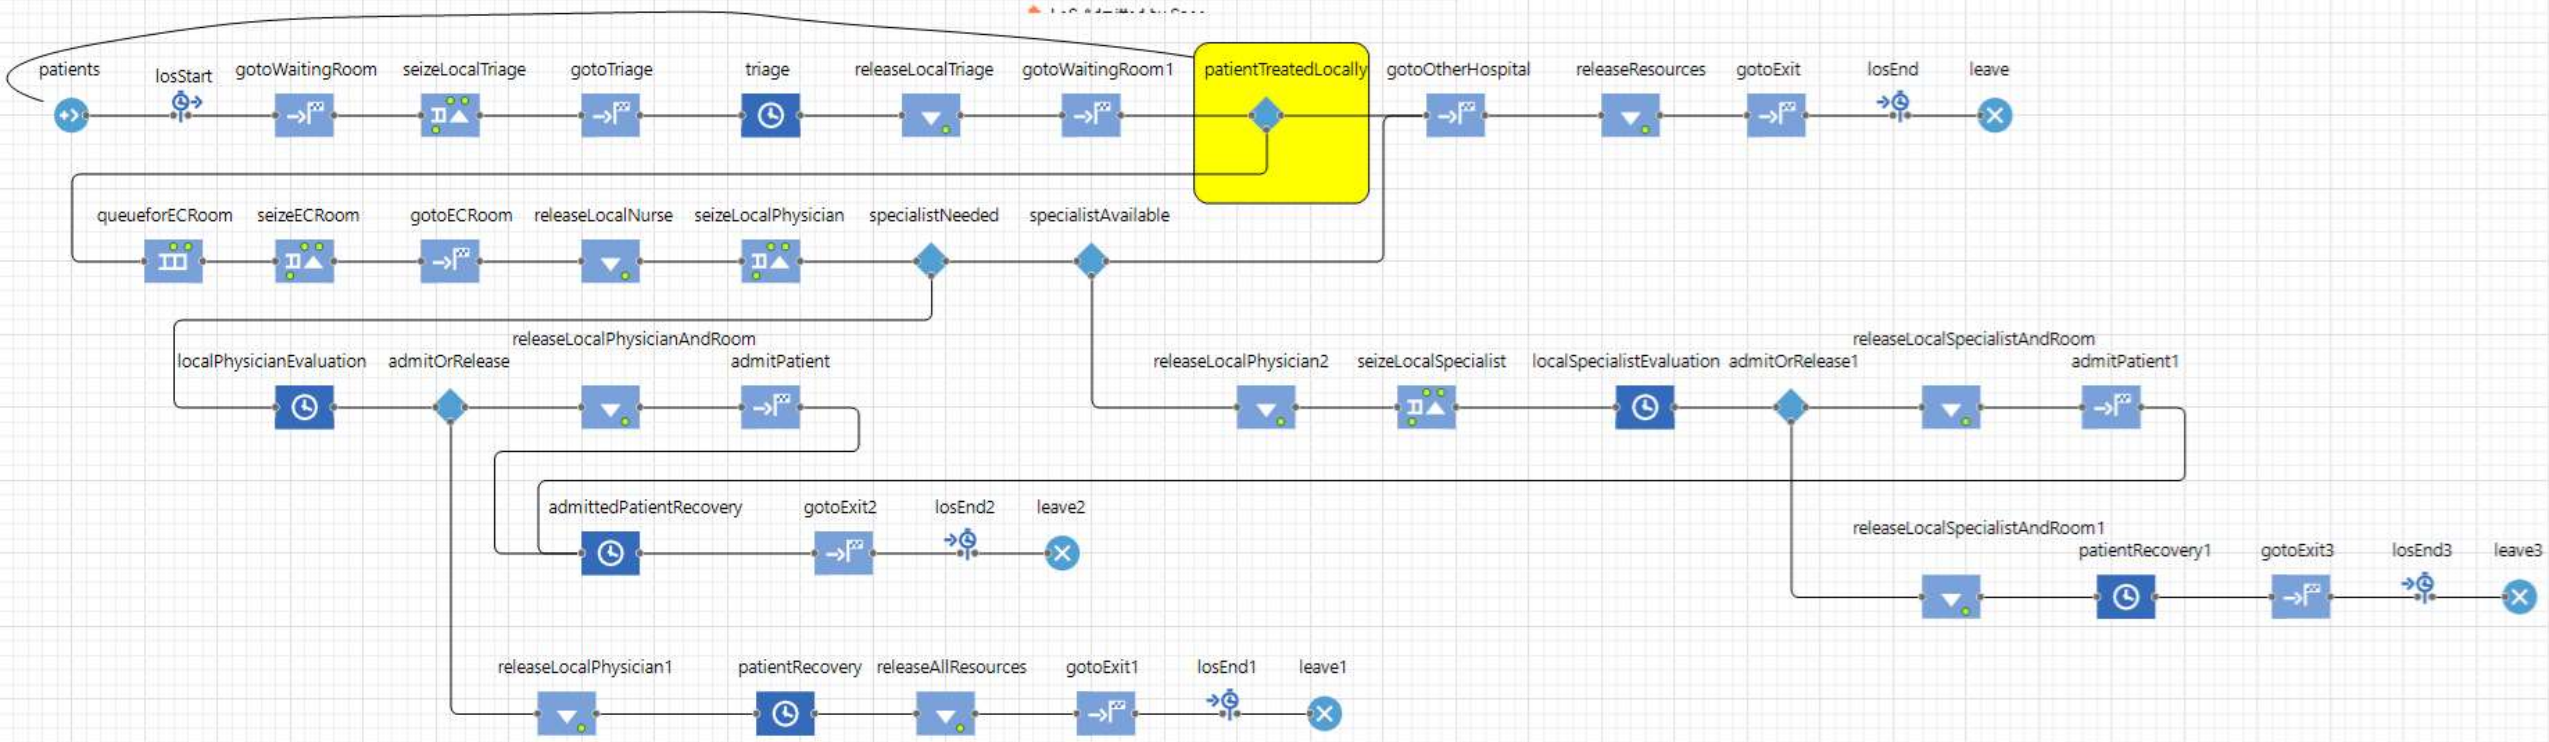 patients losStart gotoWaitingRoom seizeLocalTriage gotoTriage triage releaseLocalTriage gotoWaitingRoom1 patientTreatedLocally gotoOtherHospital releaseResources gotoExit losEnd leave
queueforECRoom seizeECRoom gotoECRoom releaseLocalNurse seizeLocalPhysician specialistNeeded specialistAvailable
releaseLocalPhysicianAndRoom releaseLocalSpecialistAndRoom
localPhysicianEvaluation admitOrRelease admitPatient releaseLocalPhysician2 seizeLocalSpecialist localSpecialistEvaluation admitOrRelease1 admitPatient1
admittedPatientRecovery gotoExit2 losEnd2 leave2
releaseLocalSpecialistAndRoom1
patientRecovery1 gotoExit3 losEnd3 leave3
releaseLocalPhysician1 patientRecovery releaseAllResources gotoExit1 losEnd1 leave1